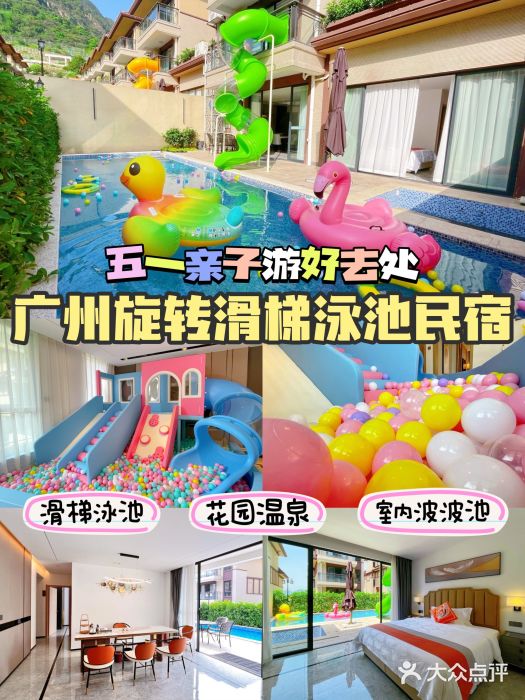 五一亲子游好去处
广州旋转滑梯泳池民宿
滑梯泳池
花园温泉
室内波波池
大众点评